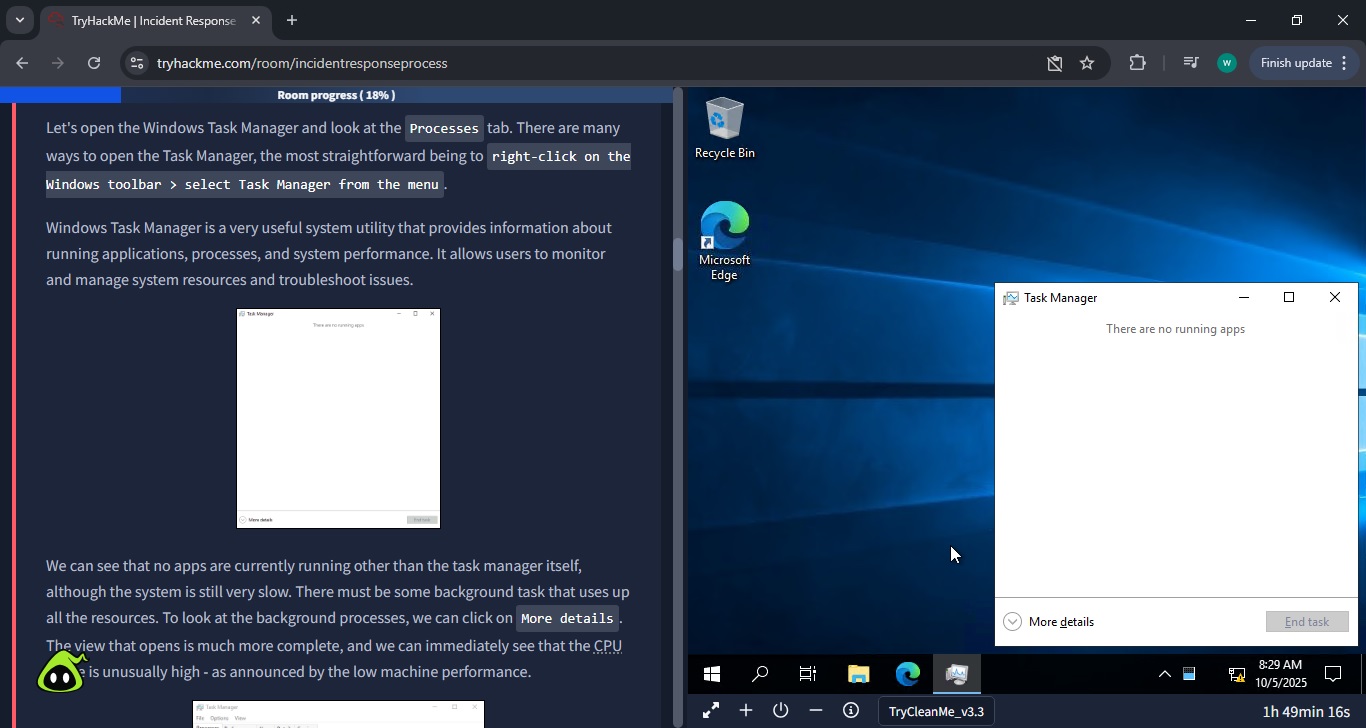 TryHackMe | Incident Response
tryhackme.com/room/incidentresponseprocess
W
Finish update
Room progress ( 18% )
Let's open the Windows Task Manager and look at the Processes tab. There are many
ways to open the Task Manager, the most straightforward being to right-click on the
Windows toolbar > select Task Manager from the menu.
Windows Task Manager is a very useful system utility that provides information about
running applications, processes, and system performance. It allows users to monitor
and manage system resources and troubleshoot issues.
Task Manager
There are no running apps
More details
End task
We can see that no apps are currently running other than the task manager itself,
although the system is still very slow. There must be some background task that uses up
all the resources. To look at the background processes, we can click on More details.
The view that opens is much more complete, and we can immediately see that the CPU
is unusually high - as announced by the low machine performance.
Task Manager
File Options View
Recycle Bin
Microsoft
Edge
Task Manager
There are no running apps
More details
End task
8:29 AM
10/5/2025
TryCleanMe_v3.3
1h 49min 16s